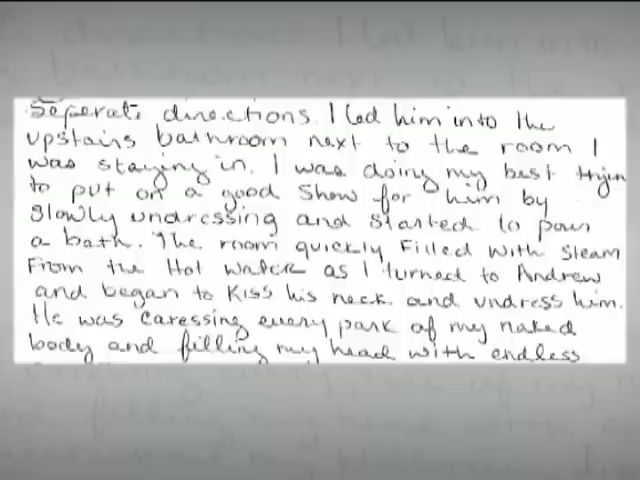 Seperate directions. I led him into the
upstairs bathroom next to the room I
was staying in. I was doing my best tryin
to put on a good show for him by
slowly undressing and started to pour
a bath. The room quickly filled with steam
from the Hot water as I turned to Andrew
and began to kiss his neck and undress him.
He was caressing every part of my naked
body and filling my head with endless